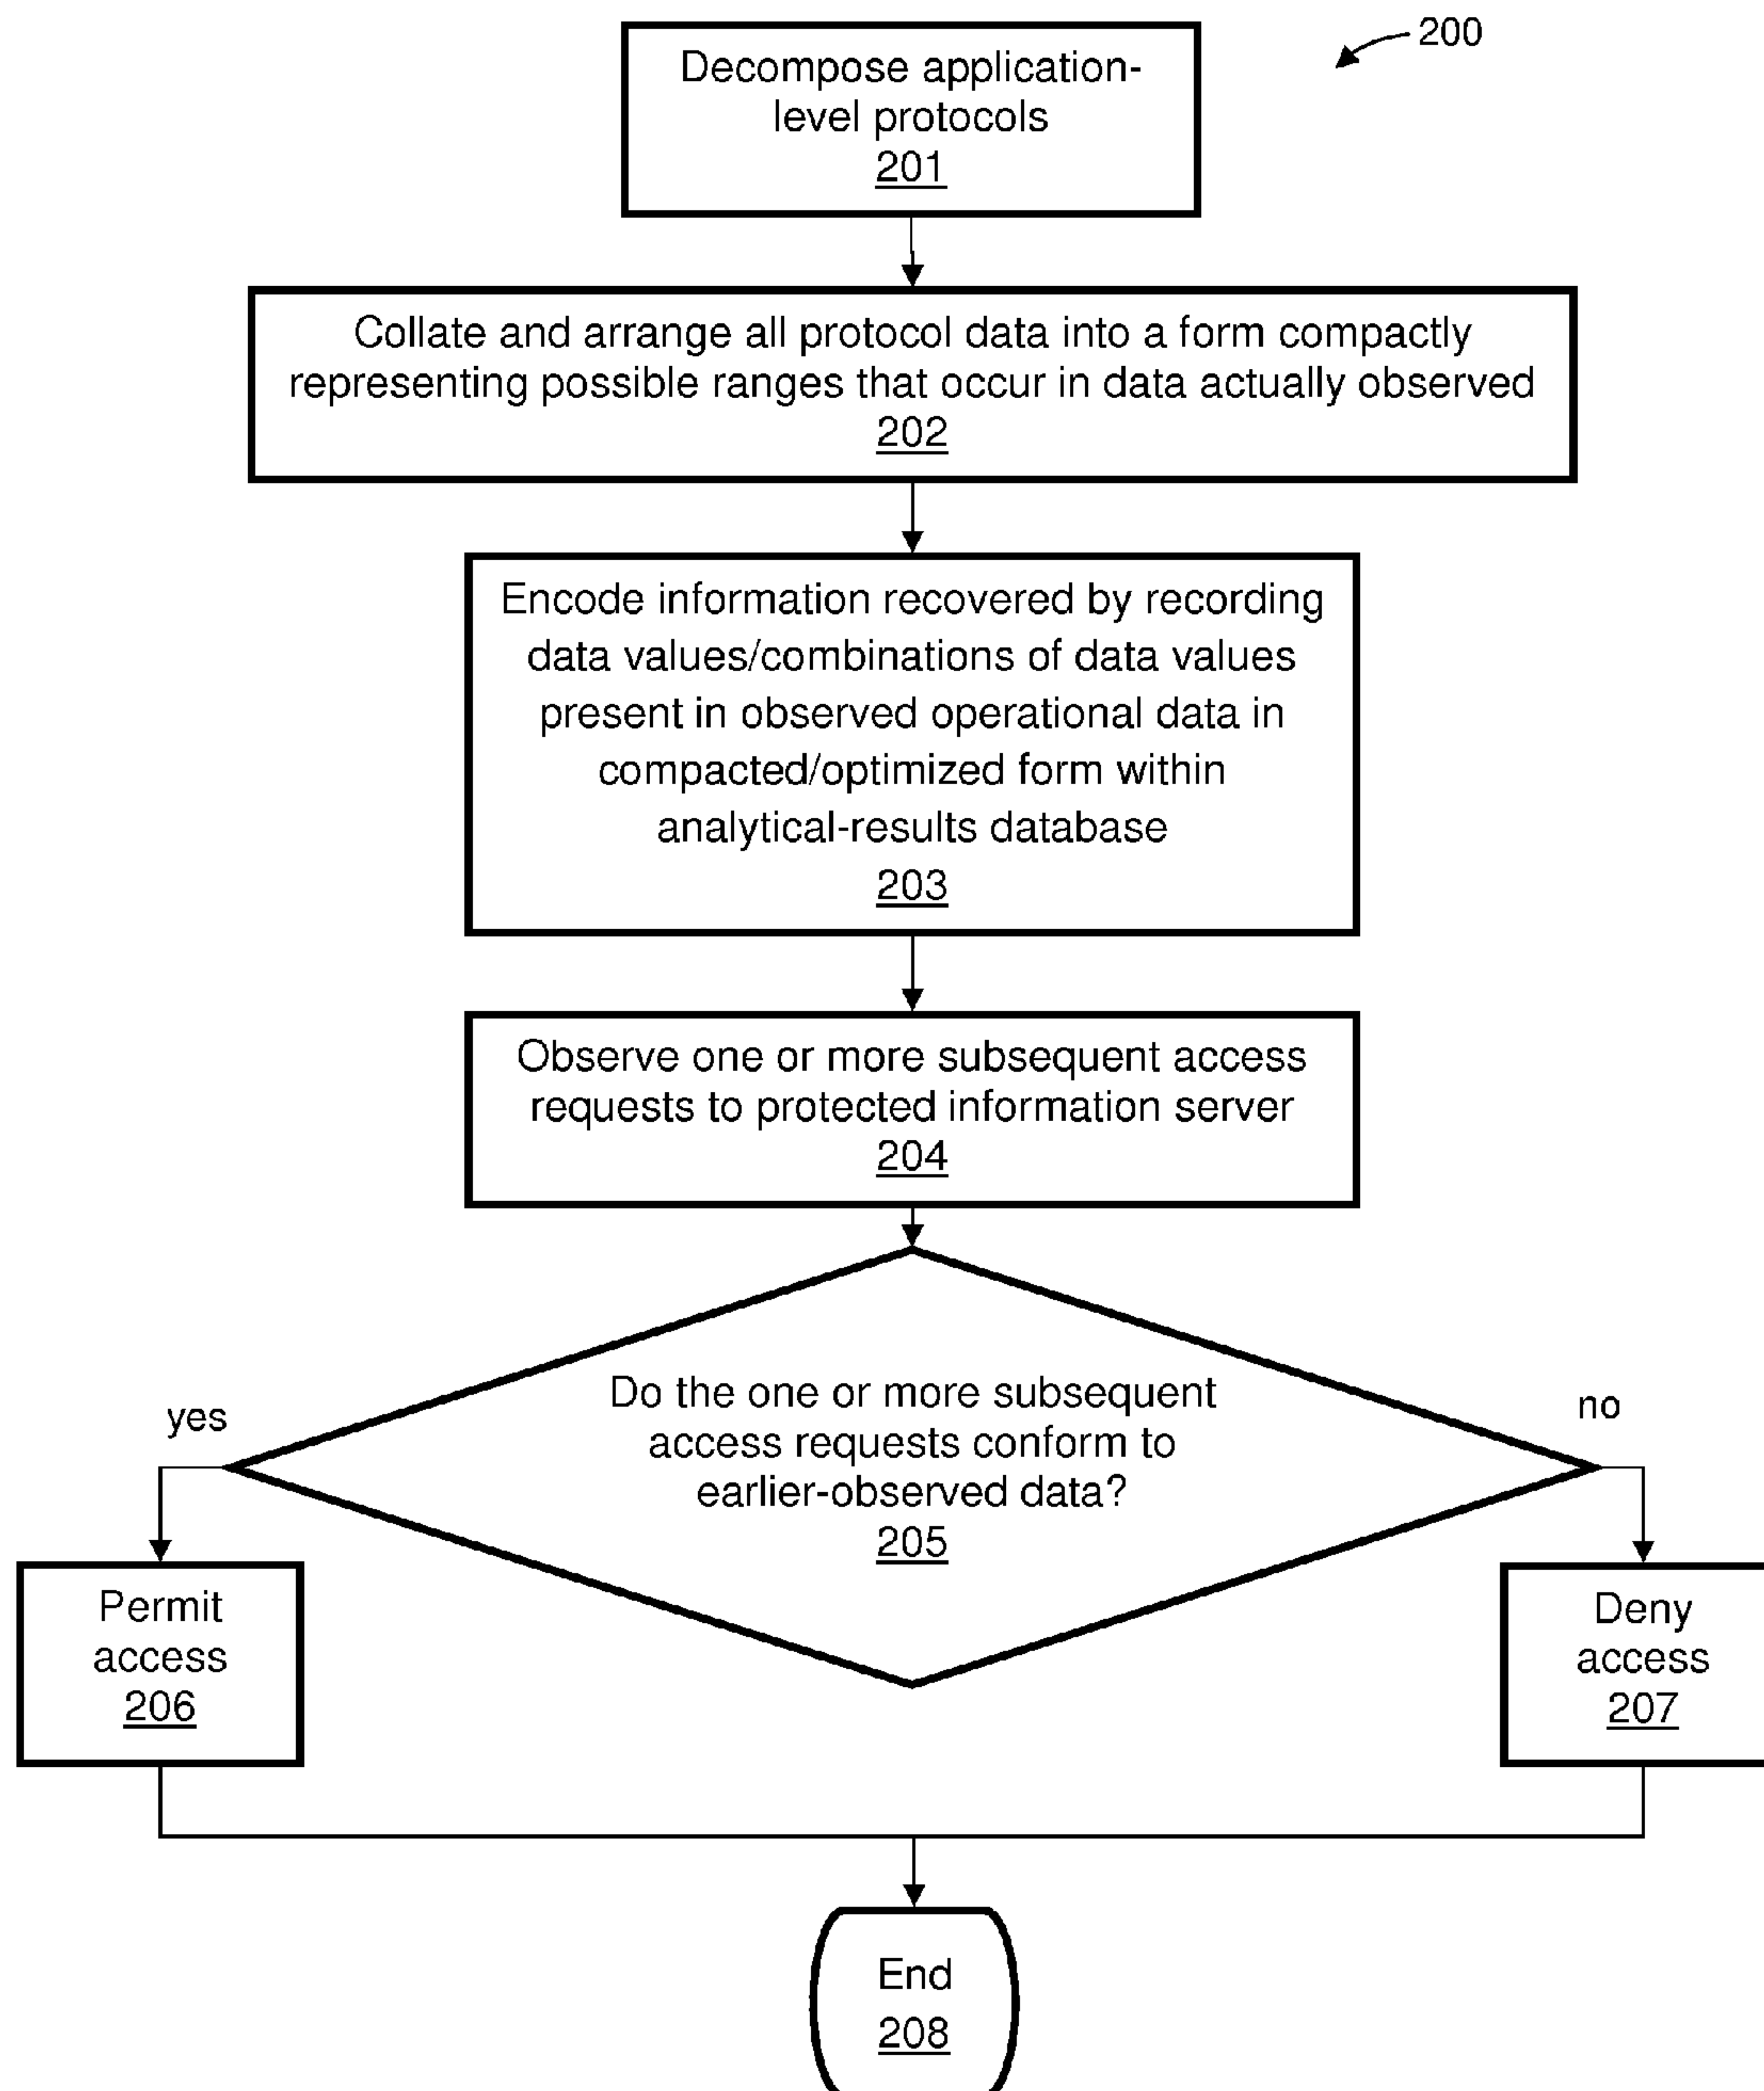 200
Decompose application-
level protocols
201
Collate and arrange all protocol data into a form compactly
representing possible ranges that occur in data actually observed
202
Encode information recovered by recording
data values/combinations of data values
present in observed operational data in
compacted/optimized form within
analytical-results database
203
Observe one or more subsequent access
requests to protected information server
204
Do the one or more subsequent
access requests conform to
earlier-observed data?
205
yes
no
Permit
access
206
Deny
access
207
End
208